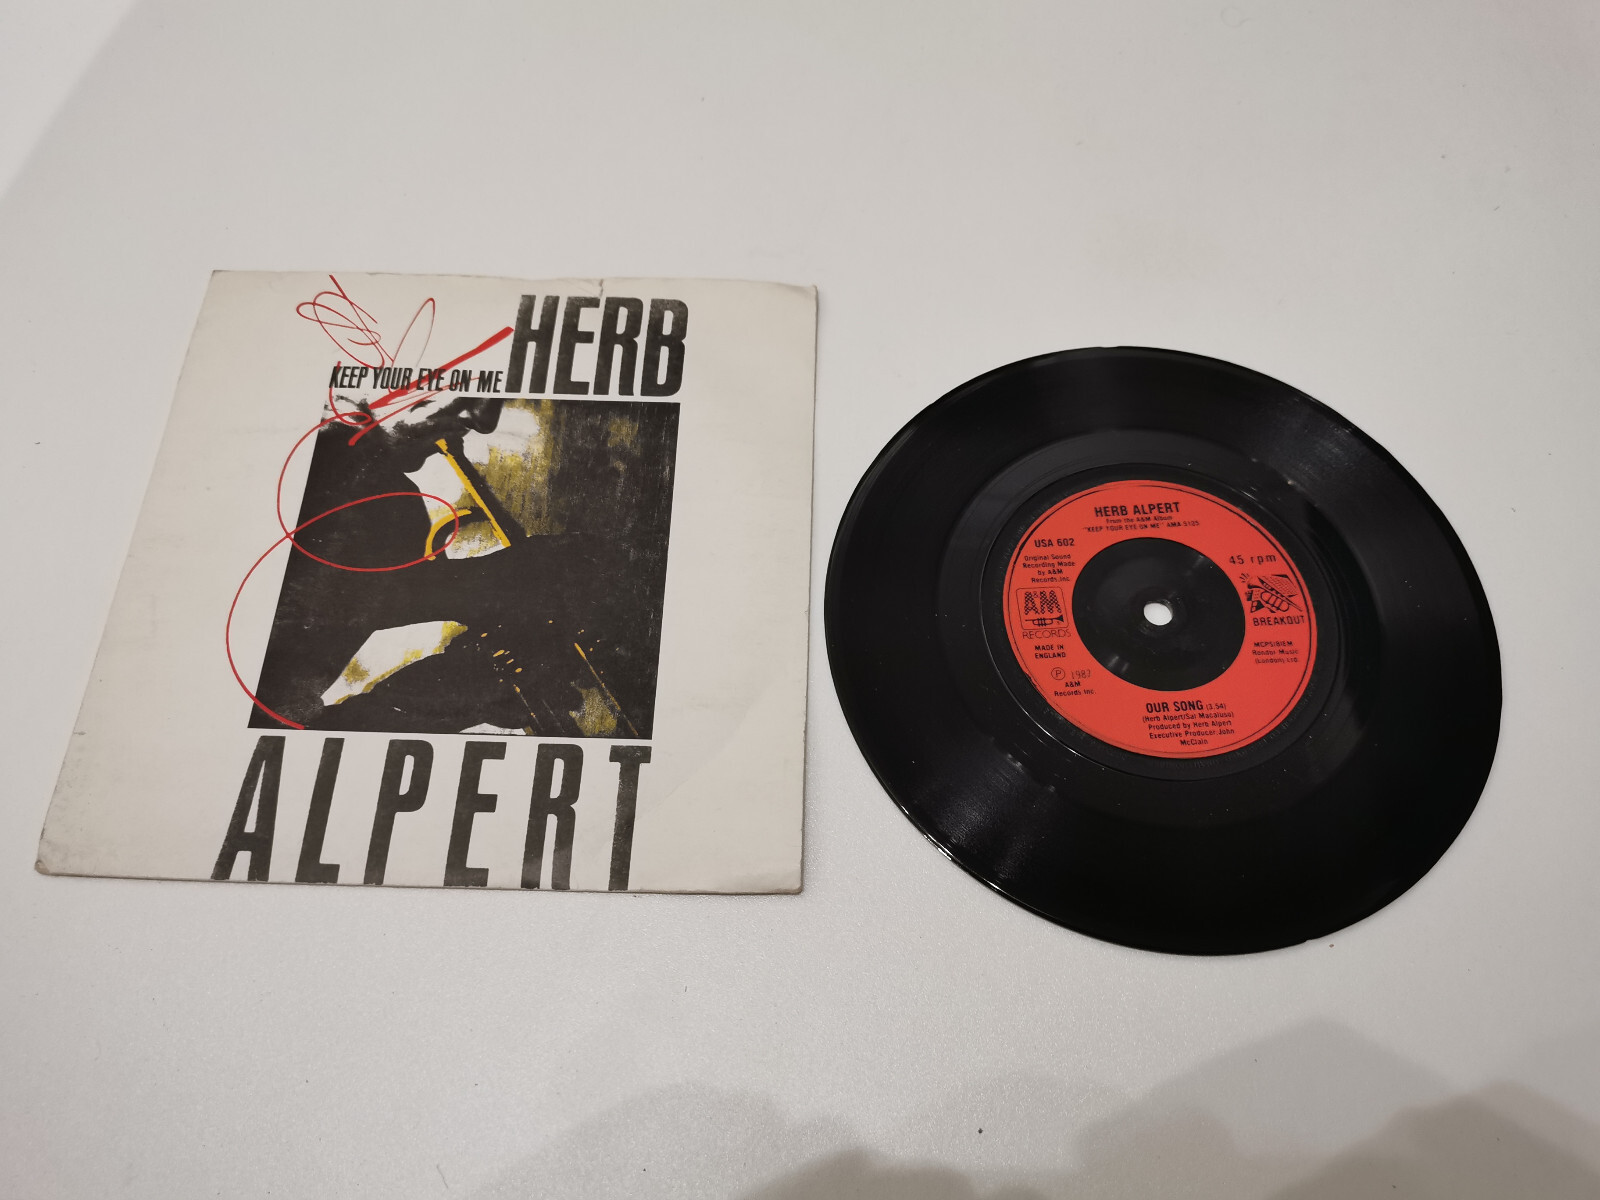 HERB
KEEP YOUR EYE ON ME
ALPERT
HERB ALPERT
From the A&M Album
"KEEP YOUR EYE ON ME" AMA 5125
USA 602
45 rpm
Original Sound
Recording Made
by A&M
Records,Inc.
A&M
RECORDS
BREAKOUT
MADE IN
ENGLAND
MCPS/BIEM
Rondor Music
(London) Ltd.
Ⓟ 1987
A&M
Records Inc.
OUR SONG (3.54)
(Herb Alpert/Sal Macaluso)
Produced by Herb Alpert
Executive Producer: John
McClain